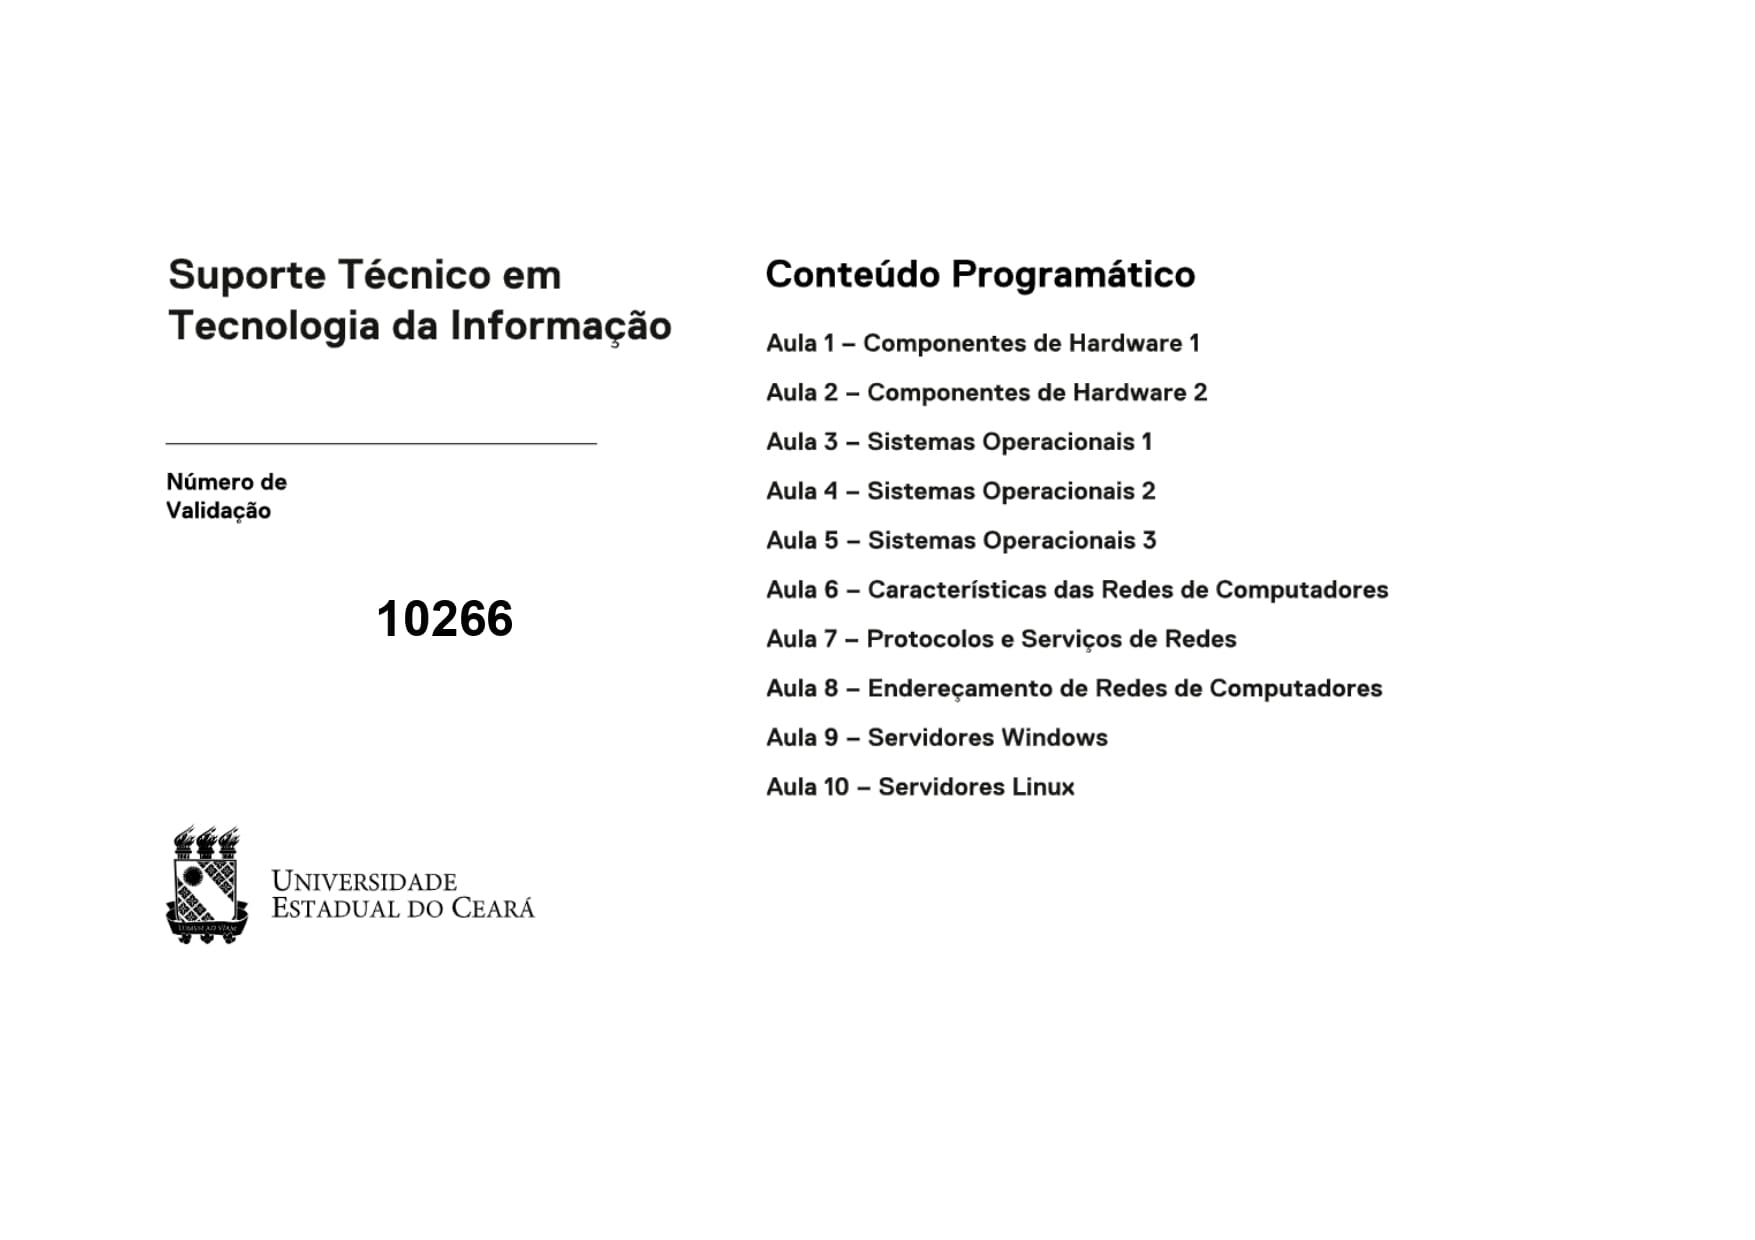 Suporte Técnico em
Tecnologia da Informação
Número de
Validação
10266
UNIVERSIDADE
ESTADUAL DO CEARÁ
Conteúdo Programático
Aula 1 – Componentes de Hardware 1
Aula 2 – Componentes de Hardware 2
Aula 3 – Sistemas Operacionais 1
Aula 4 – Sistemas Operacionais 2
Aula 5 – Sistemas Operacionais 3
Aula 6 – Características das Redes de Computadores
Aula 7 – Protocolos e Serviços de Redes
Aula 8 – Endereçamento de Redes de Computadores
Aula 9 – Servidores Windows
Aula 10 – Servidores Linux